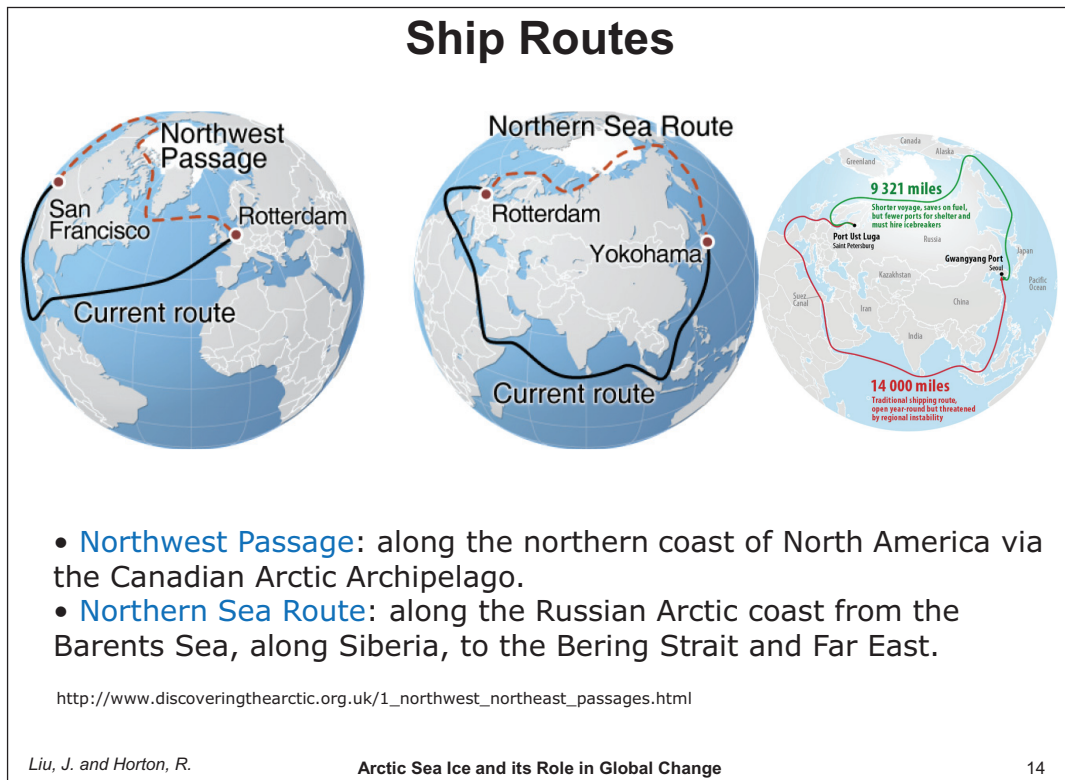 Ship Routes
Northwest
Passage
San
Francisco
Rotterdam
Current route
Northern Sea Route
Rotterdam
Yokohama
Current route
Canada
Alaska
Greenland
9 321 miles
Shorter voyage, saves on fuel,
but fewer ports for shelter and
must hire icebreakers
Port Ust Luga
Saint Petersburg
Russia
Gwangyang Port
Seoul
Japan
Pacific
Ocean
Kazakhstan
Suez
Canal
Iran
China
India
14 000 miles
Traditional shipping route,
open year-round but threatened
by regional instability
• Northwest Passage: along the northern coast of North America via
the Canadian Arctic Archipelago.
• Northern Sea Route: along the Russian Arctic coast from the
Barents Sea, along Siberia, to the Bering Strait and Far East.
http://www.discoveringthearctic.org.uk/1_northwest_northeast_passages.html
Liu, J. and Horton, R.
Arctic Sea Ice and its Role in Global Change
14